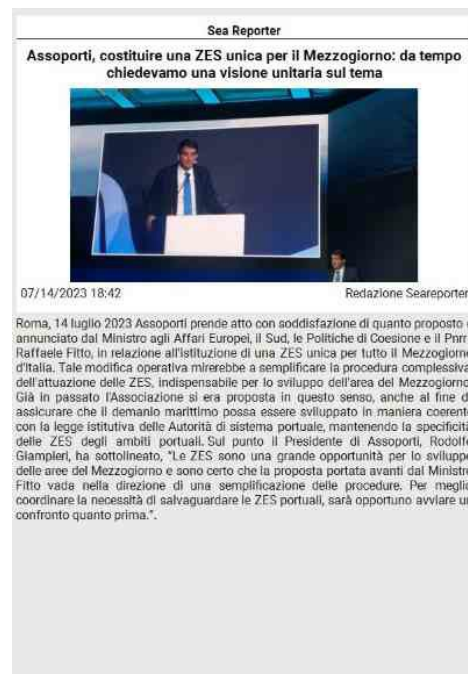 Sea Reporter
Assoporti, costituire una ZES unica per il Mezzogiorno: da tempo
chiedevamo una visione unitaria sul tema
07/14/2023 18:42
Redazione Seareporter
Roma, 14 luglio 2023 Assoporti prende atto con soddisfazione di quanto proposto e
annunciato dal Ministro agli Affari Europei, il Sud, le Politiche di Coesione e il Pnrr
Raffaele Fitto, in relazione all'istituzione di una ZES unica per tutto il Mezzogiorno
d'Italia. Tale modifica operativa mirerebbe a semplificare la procedura complessiva
dell'attuazione delle ZES, indispensabile per lo sviluppo dell'area del Mezzogiorno.
Già in passato l'Associazione si era proposta in questo senso, anche al fine di
assicurare che il demanio marittimo possa essere sviluppato in maniera coerente
con la legge istitutiva delle Autorità di sistema portuale, mantenendo la specificità
delle ZES degli ambiti portuali. Sul punto il Presidente di Assoporti, Rodolfo
Giampieri, ha sottolineato, "Le ZES sono una grande opportunità per lo sviluppo
delle aree del Mezzogiorno e sono certo che la proposta portata avanti dal Ministro
Fitto vada nella direzione di una semplificazione delle procedure. Per meglio
coordinare la necessità di salvaguardare le ZES portuali, sarà opportuno avviare un
confronto quanto prima.".